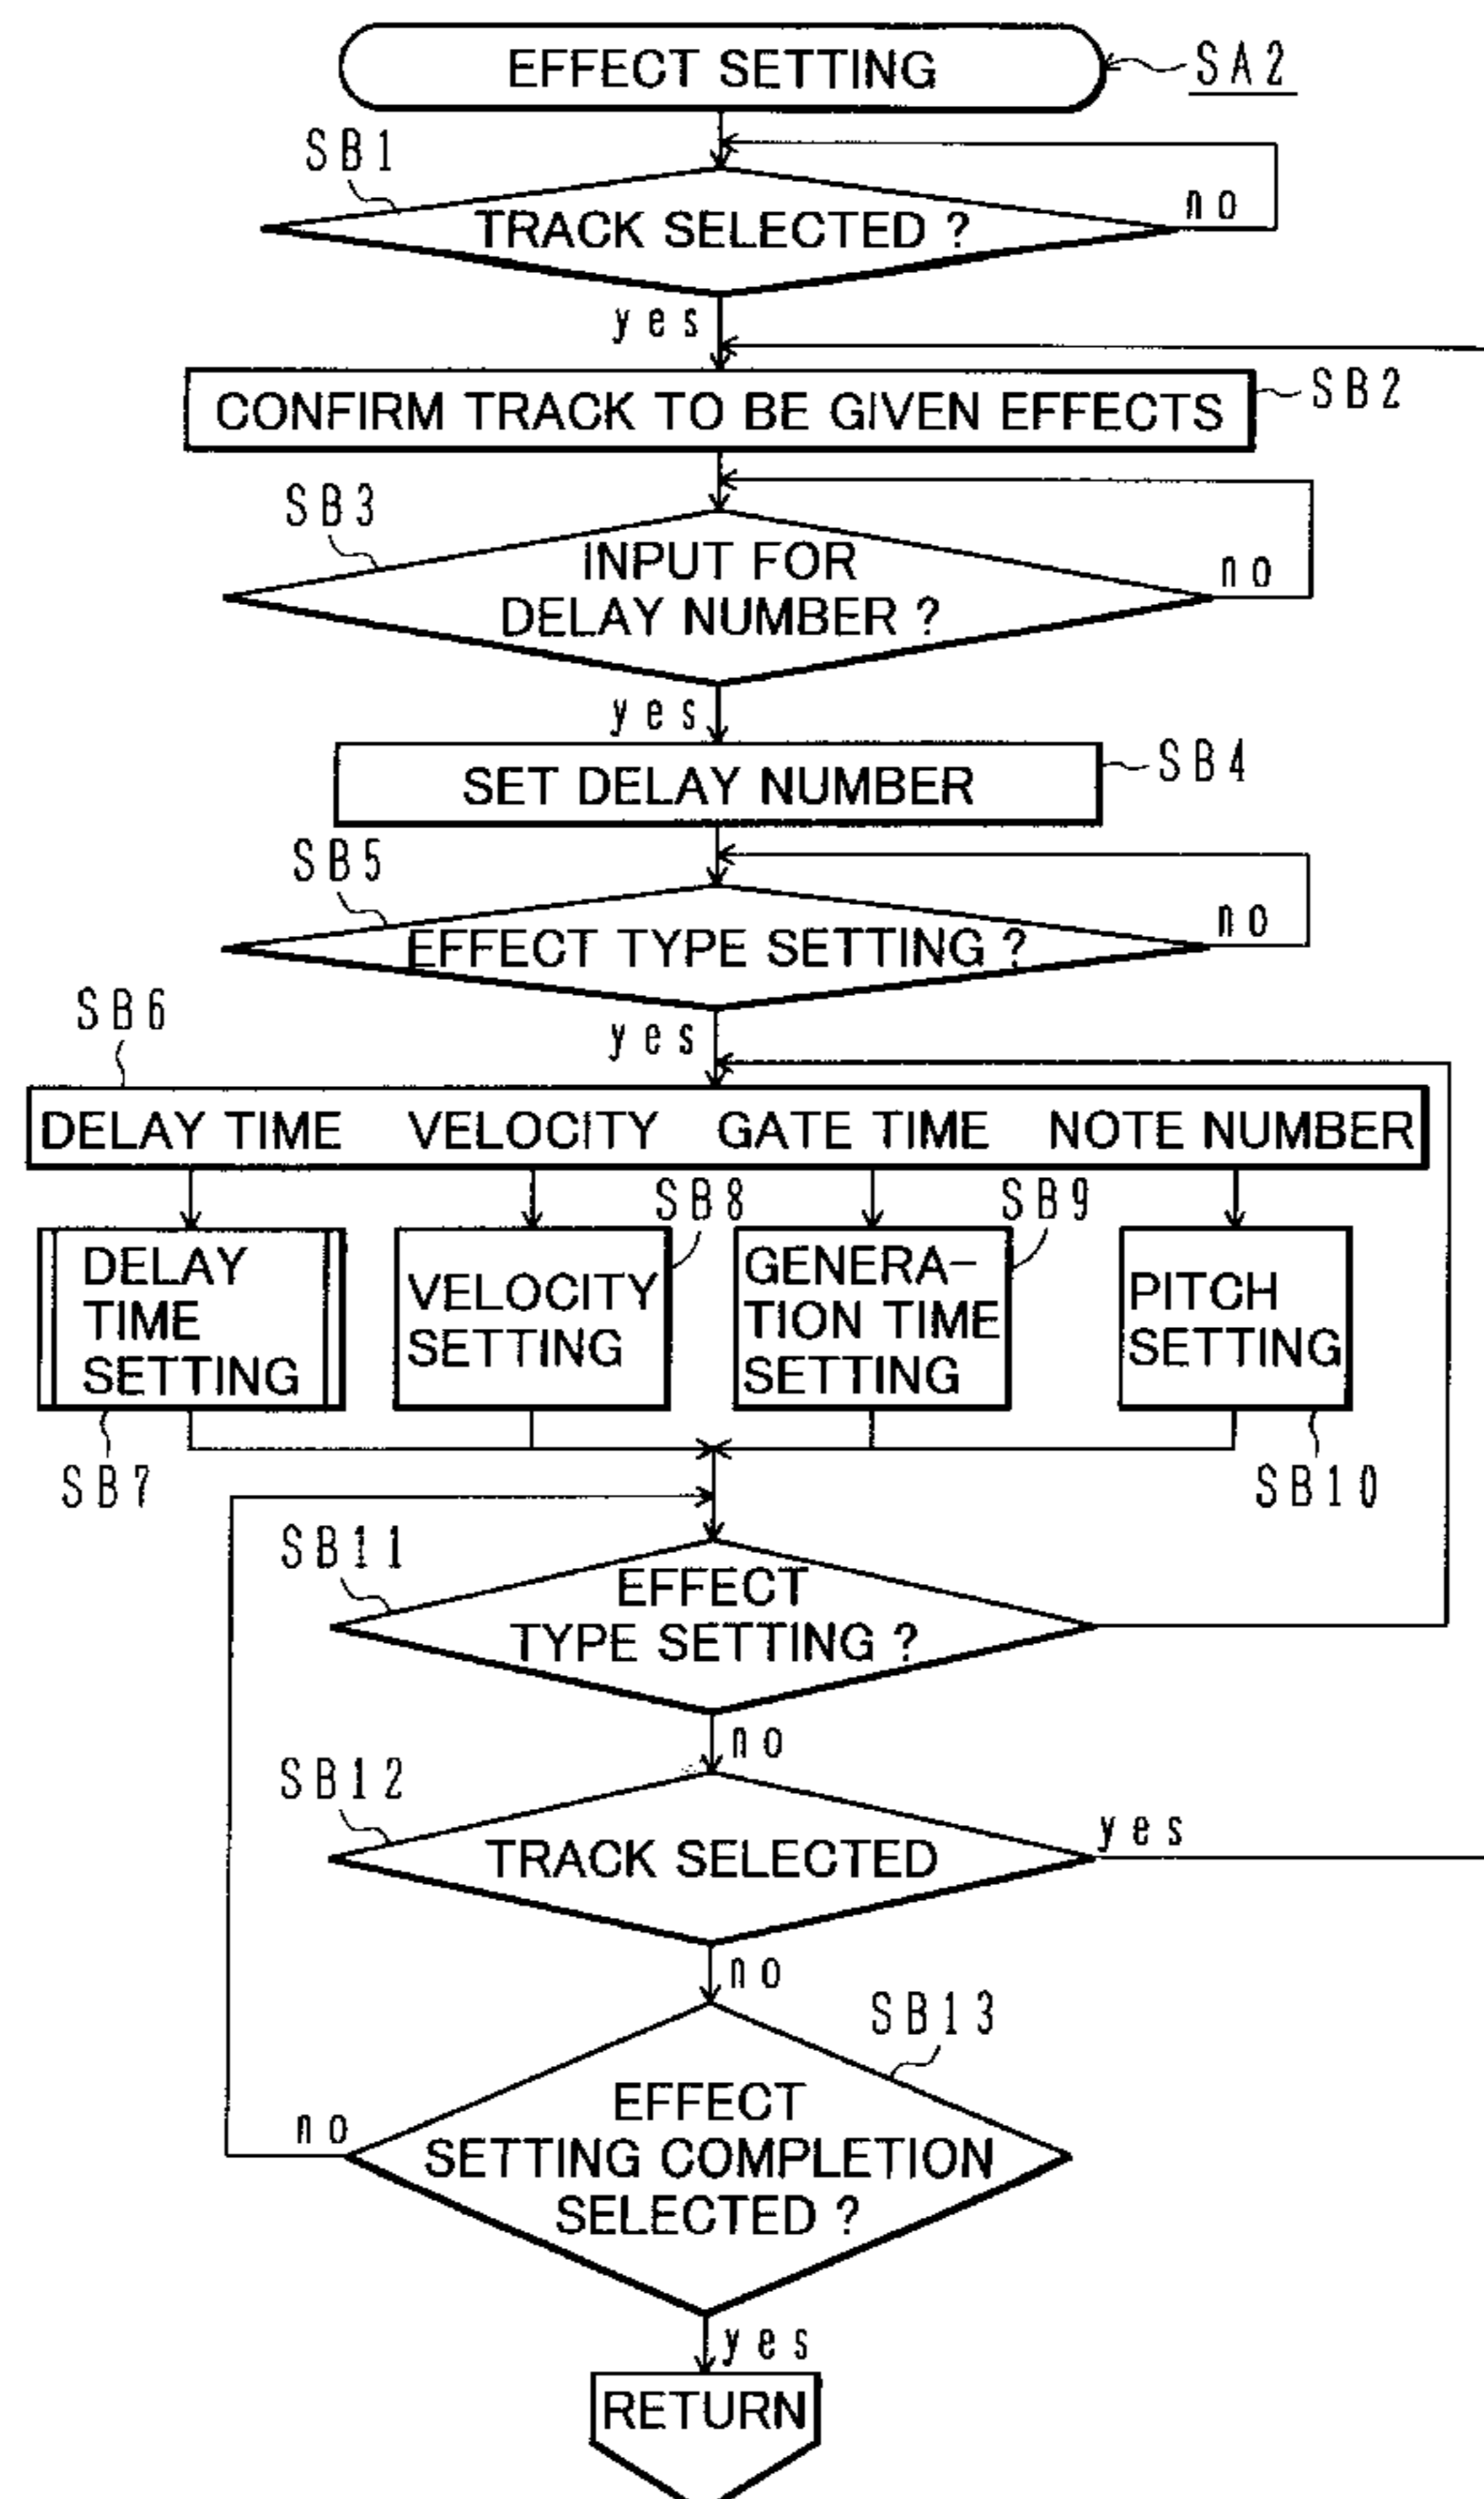 EFFECT SETTING
SA2
SB1
TRACK SELECTED ?
no
yes
CONFIRM TRACK TO BE GIVEN EFFECTS
SB2
SB3
INPUT FOR
DELAY NUMBER ?
no
yes
SET DELAY NUMBER
SB4
SB5
EFFECT TYPE SETTING ?
no
yes
SB6
DELAY TIME VELOCITY GATE TIME NOTE NUMBER
SB8
SB9
DELAY
TIME
SETTING
VELOCITY
SETTING
GENERA-
TION TIME
SETTING
PITCH
SETTING
SB7
SB10
SB11
EFFECT
TYPE SETTING ?
no
SB12
TRACK SELECTED
yes
no
SB13
EFFECT
SETTING COMPLETION
SELECTED ?
no
yes
RETURN